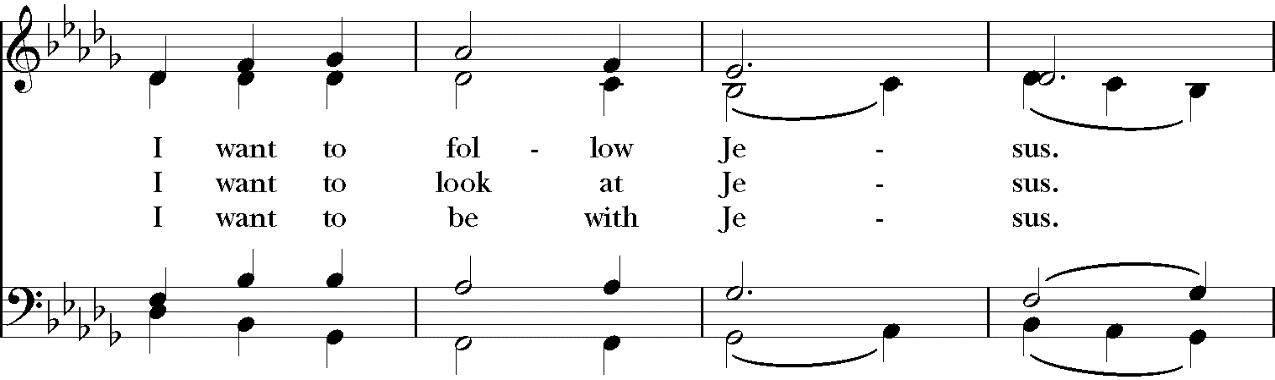 I want to fol - low Je - sus.
I want to look at Je - sus.
I want to be with Je - sus.